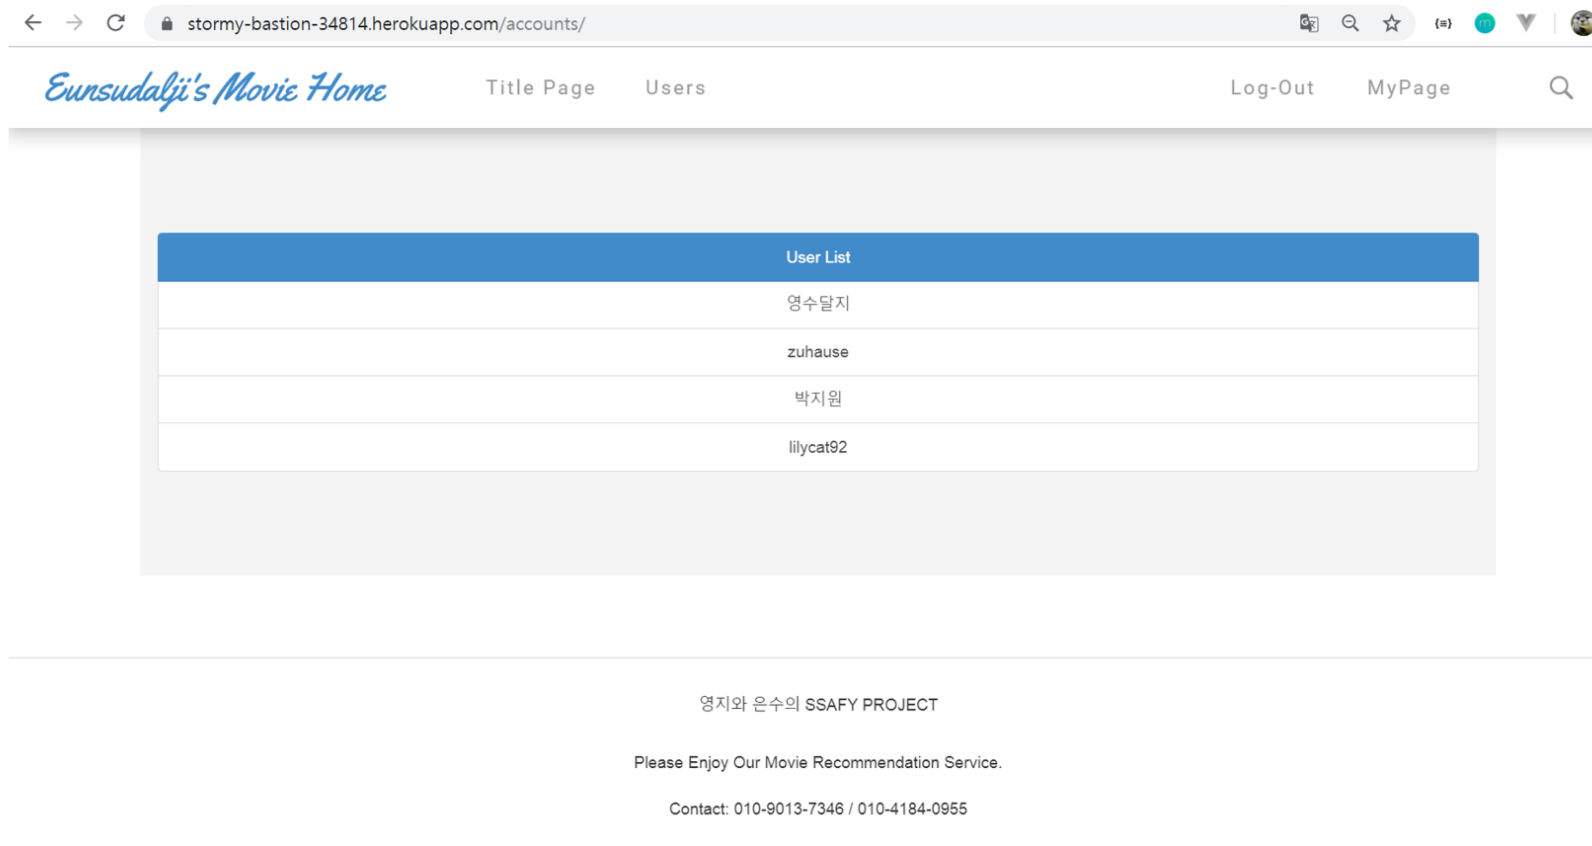 stormy-bastion-34814.herokuapp.com/accounts/
Eunsudalji's Movie Home Title Page Users Log-Out MyPage
User List
영수달지
zuhause
박지원
lilycat92
영지와 은수의 SSAFY PROJECT
Please Enjoy Our Movie Recommendation Service.
Contact: 010-9013-7346 / 010-4184-0955